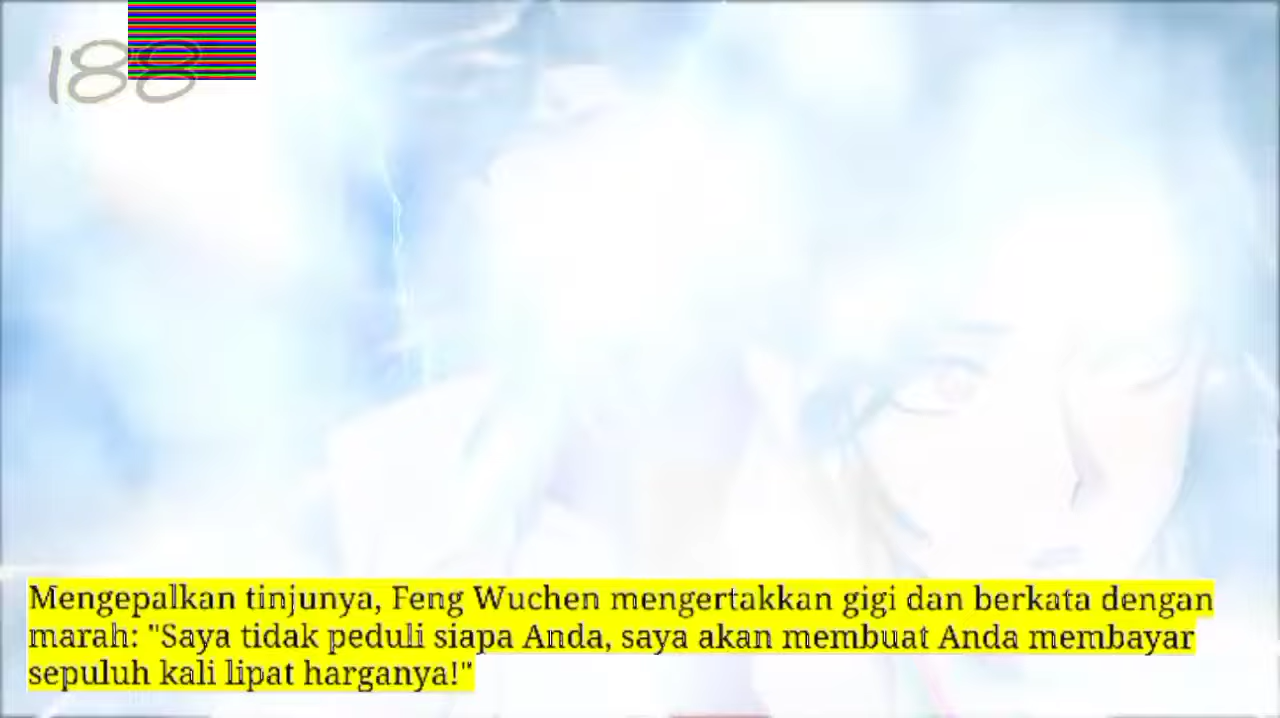 188
Mengepalkan tinjunya, Feng Wuchen mengertakkan gigi dan berkata dengan
marah: "Saya tidak peduli siapa Anda, saya akan membuat Anda membayar
sepuluh kali lipat harganya!"